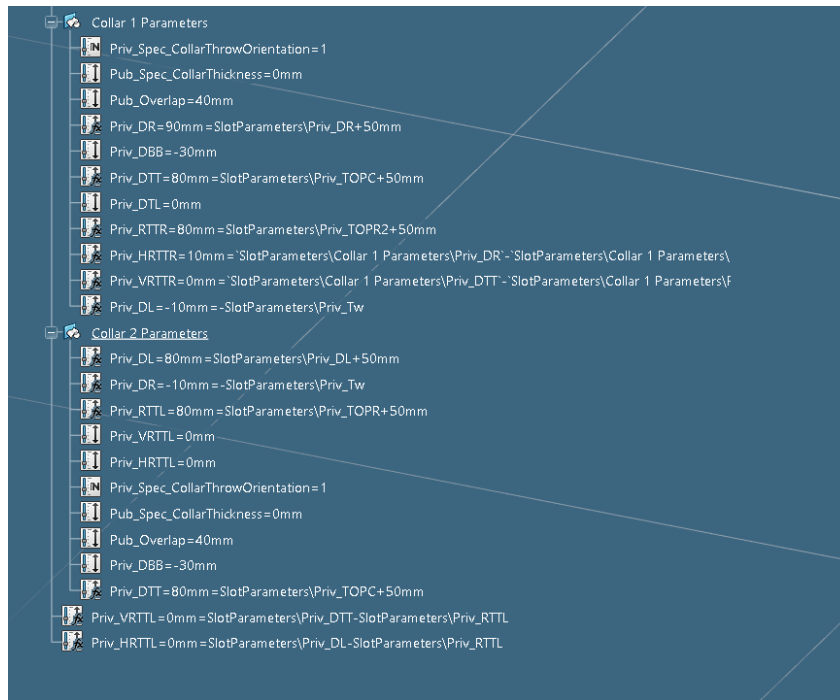 Collar 1 Parameters
Priv_Spec_CollarThrowOrientation=1
Pub_Spec_CollarThickness=0mm
Pub_Overlap=40mm
Priv_DR=90mm=SlotParameters\Priv_DR+50mm
Priv_DBB=-30mm
Priv_DTT=80mm=SlotParameters\Priv_TOPC+50mm
Priv_DTL=0mm
Priv_RTTR=80mm=SlotParameters\Priv_TOPR2+50mm
Priv_HRTTR=10mm=`SlotParameters\Collar 1 Parameters\Priv_DR`-`SlotParameters\Collar 1 Parameters\
Priv_VRTTR=0mm=`SlotParameters\Collar 1 Parameters\Priv_DTT`-`SlotParameters\Collar 1 Parameters\F
Priv_DL=-10mm=-SlotParameters\Priv_Tw
Collar 2 Parameters
Priv_DL=80mm=SlotParameters\Priv_DL+50mm
Priv_DR=-10mm=-SlotParameters\Priv_Tw
Priv_RTTL=80mm=SlotParameters\Priv_TOPR+50mm
Priv_VRTTL=0mm
Priv_HRTTL=0mm
Priv_Spec_CollarThrowOrientation=1
Pub_Spec_CollarThickness=0mm
Pub_Overlap=40mm
Priv_DBB=-30mm
Priv_DTT=80mm=SlotParameters\Priv_TOPC+50mm
Priv_VRTTL=0mm=SlotParameters\Priv_DTT-SlotParameters\Priv_RTTL
Priv_HRTTL=0mm=SlotParameters\Priv_DL-SlotParameters\Priv_RTTL